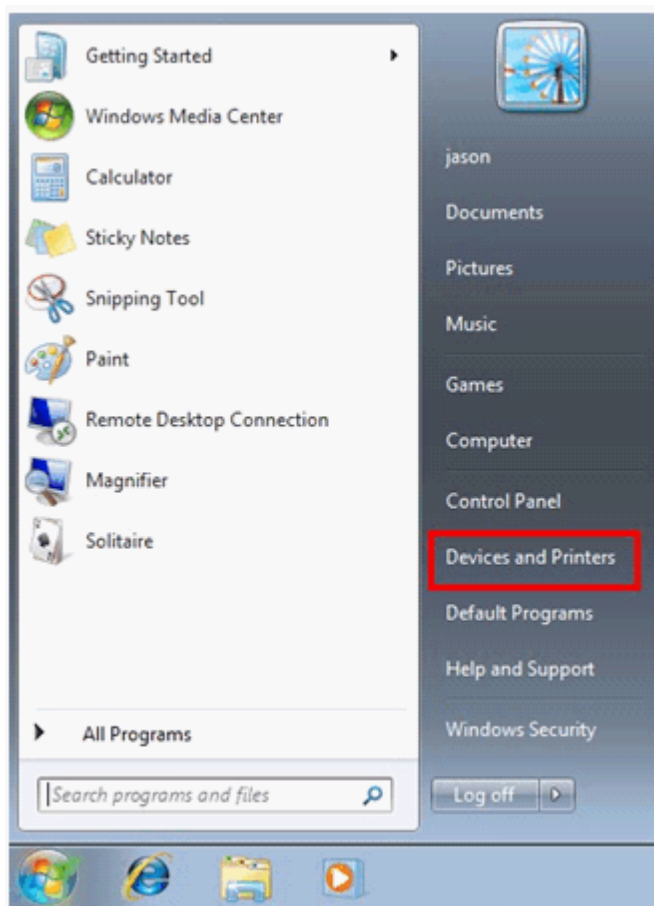 Getting Started
Windows Media Center
Calculator
Sticky Notes
Snipping Tool
Paint
Remote Desktop Connection
Magnifier
Solitaire
All Programs
Search programs and files
jason
Documents
Pictures
Music
Games
Computer
Control Panel
Devices and Printers
Default Programs
Help and Support
Windows Security
Log off